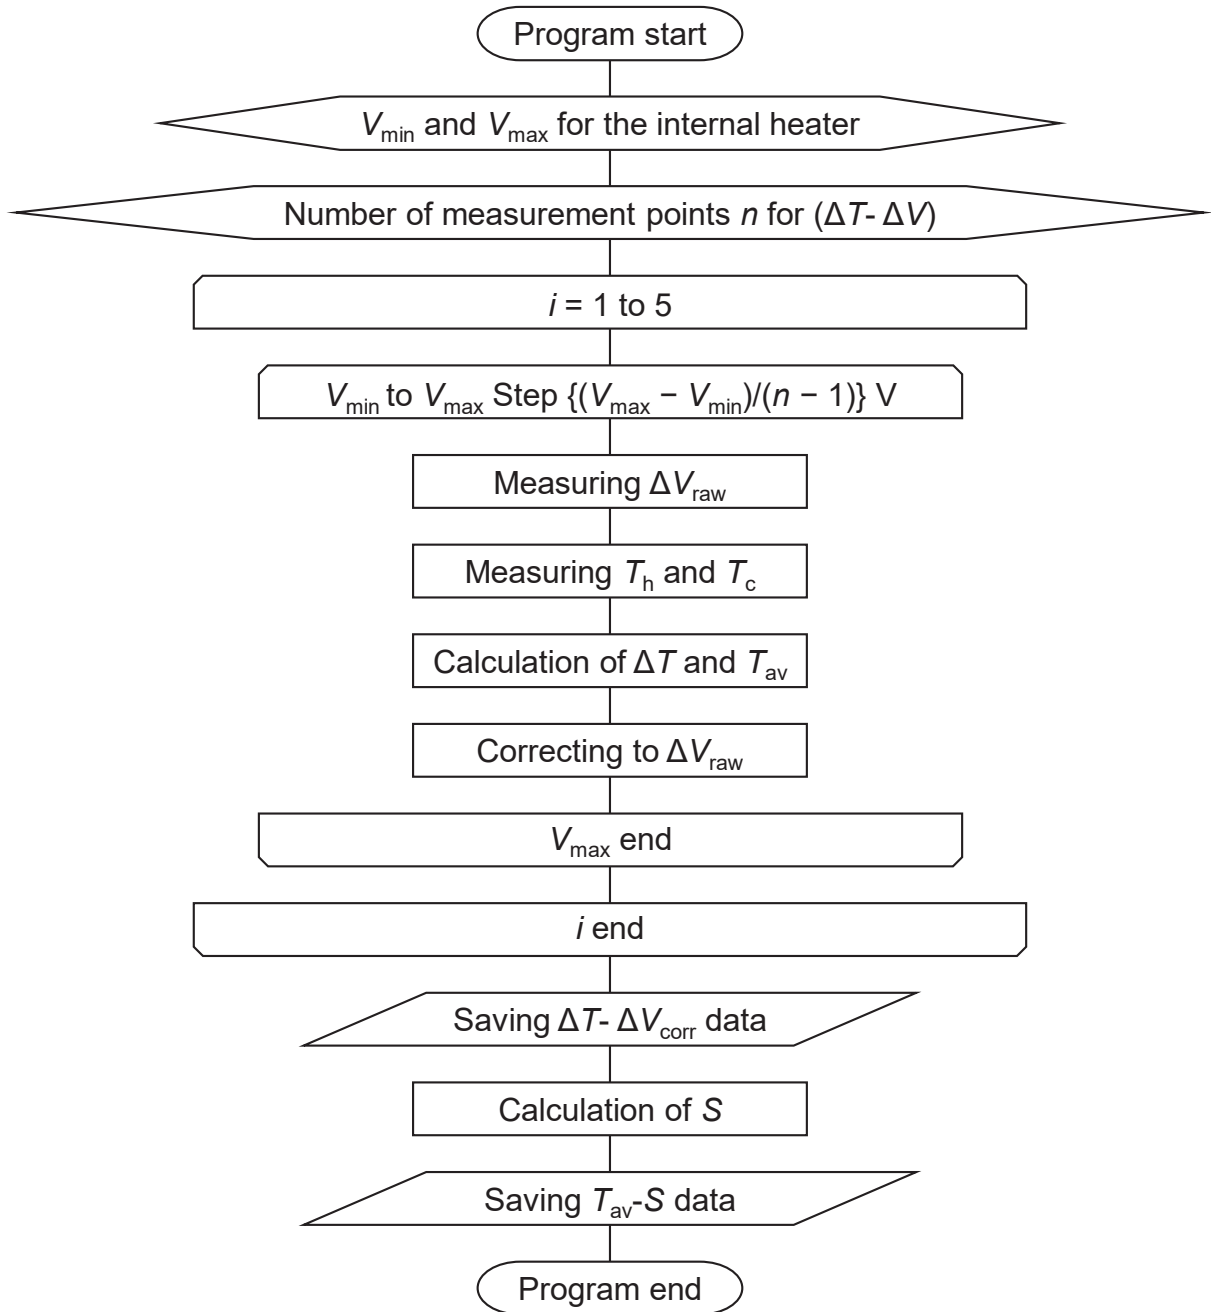 Program start
V_min and V_max for the internal heater
Number of measurement points n for (ΔT- ΔV)
i = 1 to 5
V_min to V_max Step {(V_max − V_min)/(n − 1)} V
Measuring ΔV_raw
Measuring T_h and T_c
Calculation of ΔT and T_av
Correcting to ΔV_raw
V_max end
i end
Saving ΔT- ΔV_corr data
Calculation of S
Saving T_av-S data
Program end